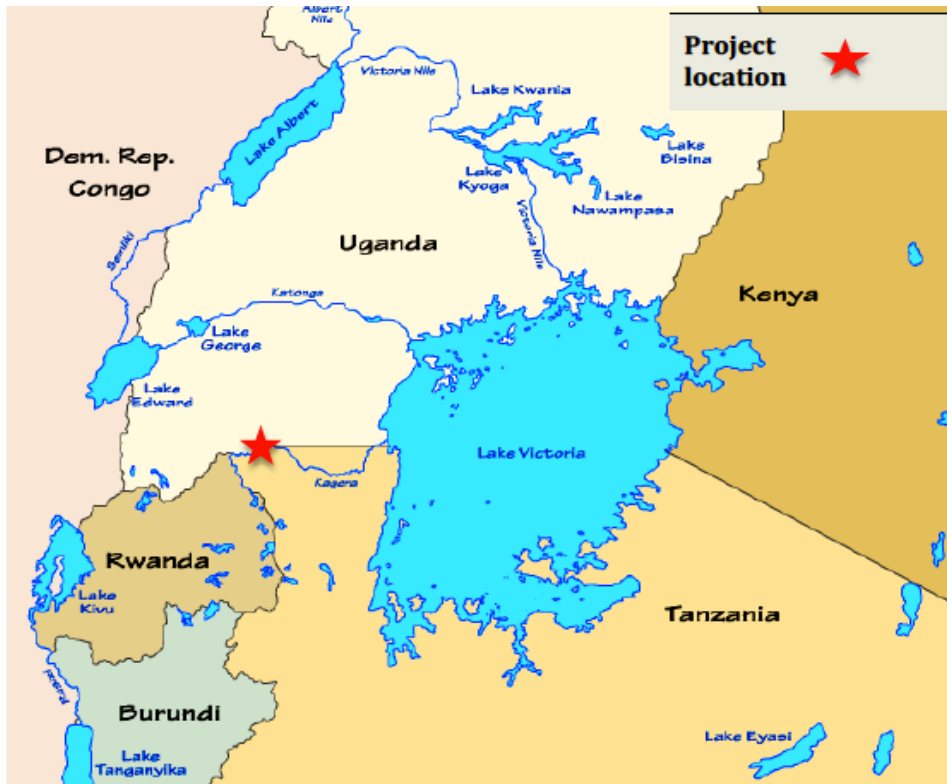 Albert
Nile
Victoria Nile
Project
location
Lake Kwania
Lake Albert
Dem. Rep.
Congo
Lake
Kyoga
Lake
Bisina
Lake
Nawampasa
Victoria Nile
Semliki
Uganda
Katonga
Kenya
Lake
George
Lake
Edward
Lake Victoria
Kagera
Rwanda
Lake
Kivu
Tanzania
Ruzizi
Burundi
Lake
Tanganyika
Lake Eyasi